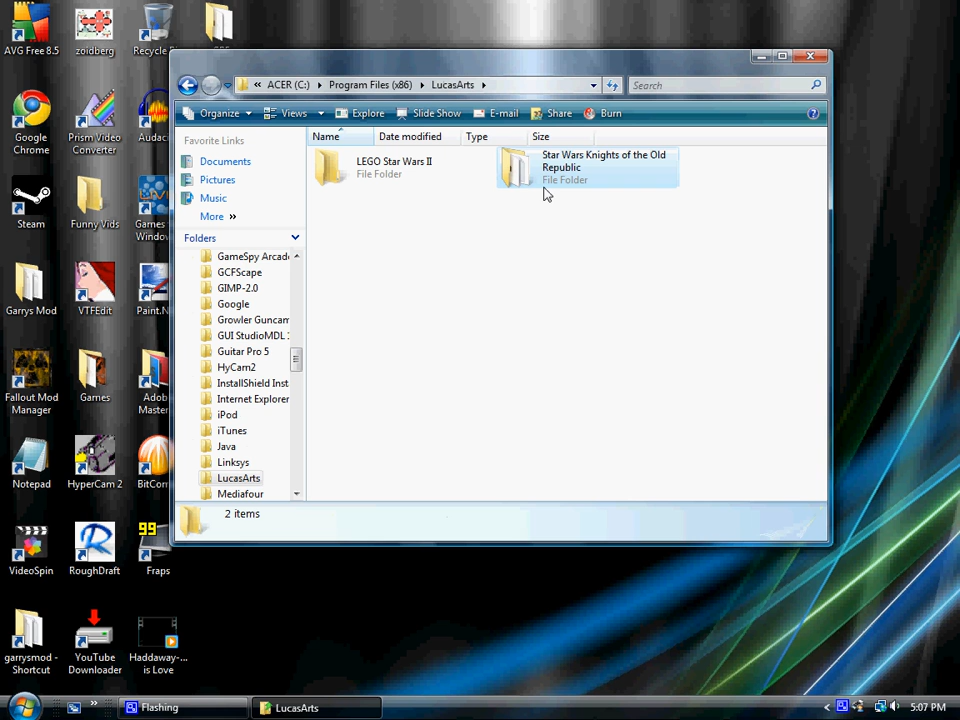 AVG Free 8.5
zoidberg
ACER (C:)
Program Files (x86)
LucasArts
Search
Organize
Views
Explore
Slide Show
E-mail
Share
Burn
Google
Chrome
Prism Video
Converter
Favorite Links
Documents
Pictures
Music
More »
Folders
Name
Date modified
Type
Size
LEGO Star Wars II
File Folder
Star Wars Knights of the Old
Republic
File Folder
Steam
Funny Vids
Games
GameSpy Arcade
GCFScape
GIMP-2.0
Google
Growler Guncam
GUI StudioMDL
Guitar Pro 5
HyCam2
InstallShield Inst
Internet Explorer
iPod
iTunes
Java
Linksys
LucasArts
Mediafour
Garrys Mod
VTFEdit
Paint.N
Fallout Mod
Manager
Games
Adob
Master
Notepad
HyperCam 2
BitCom
2 items
99
VideoSpin
RoughDraft
Fraps
garrysmod -
Shortcut
YouTube
Downloader
Haddaway-...
is Love
Flashing
LucasArts
5:07 PM